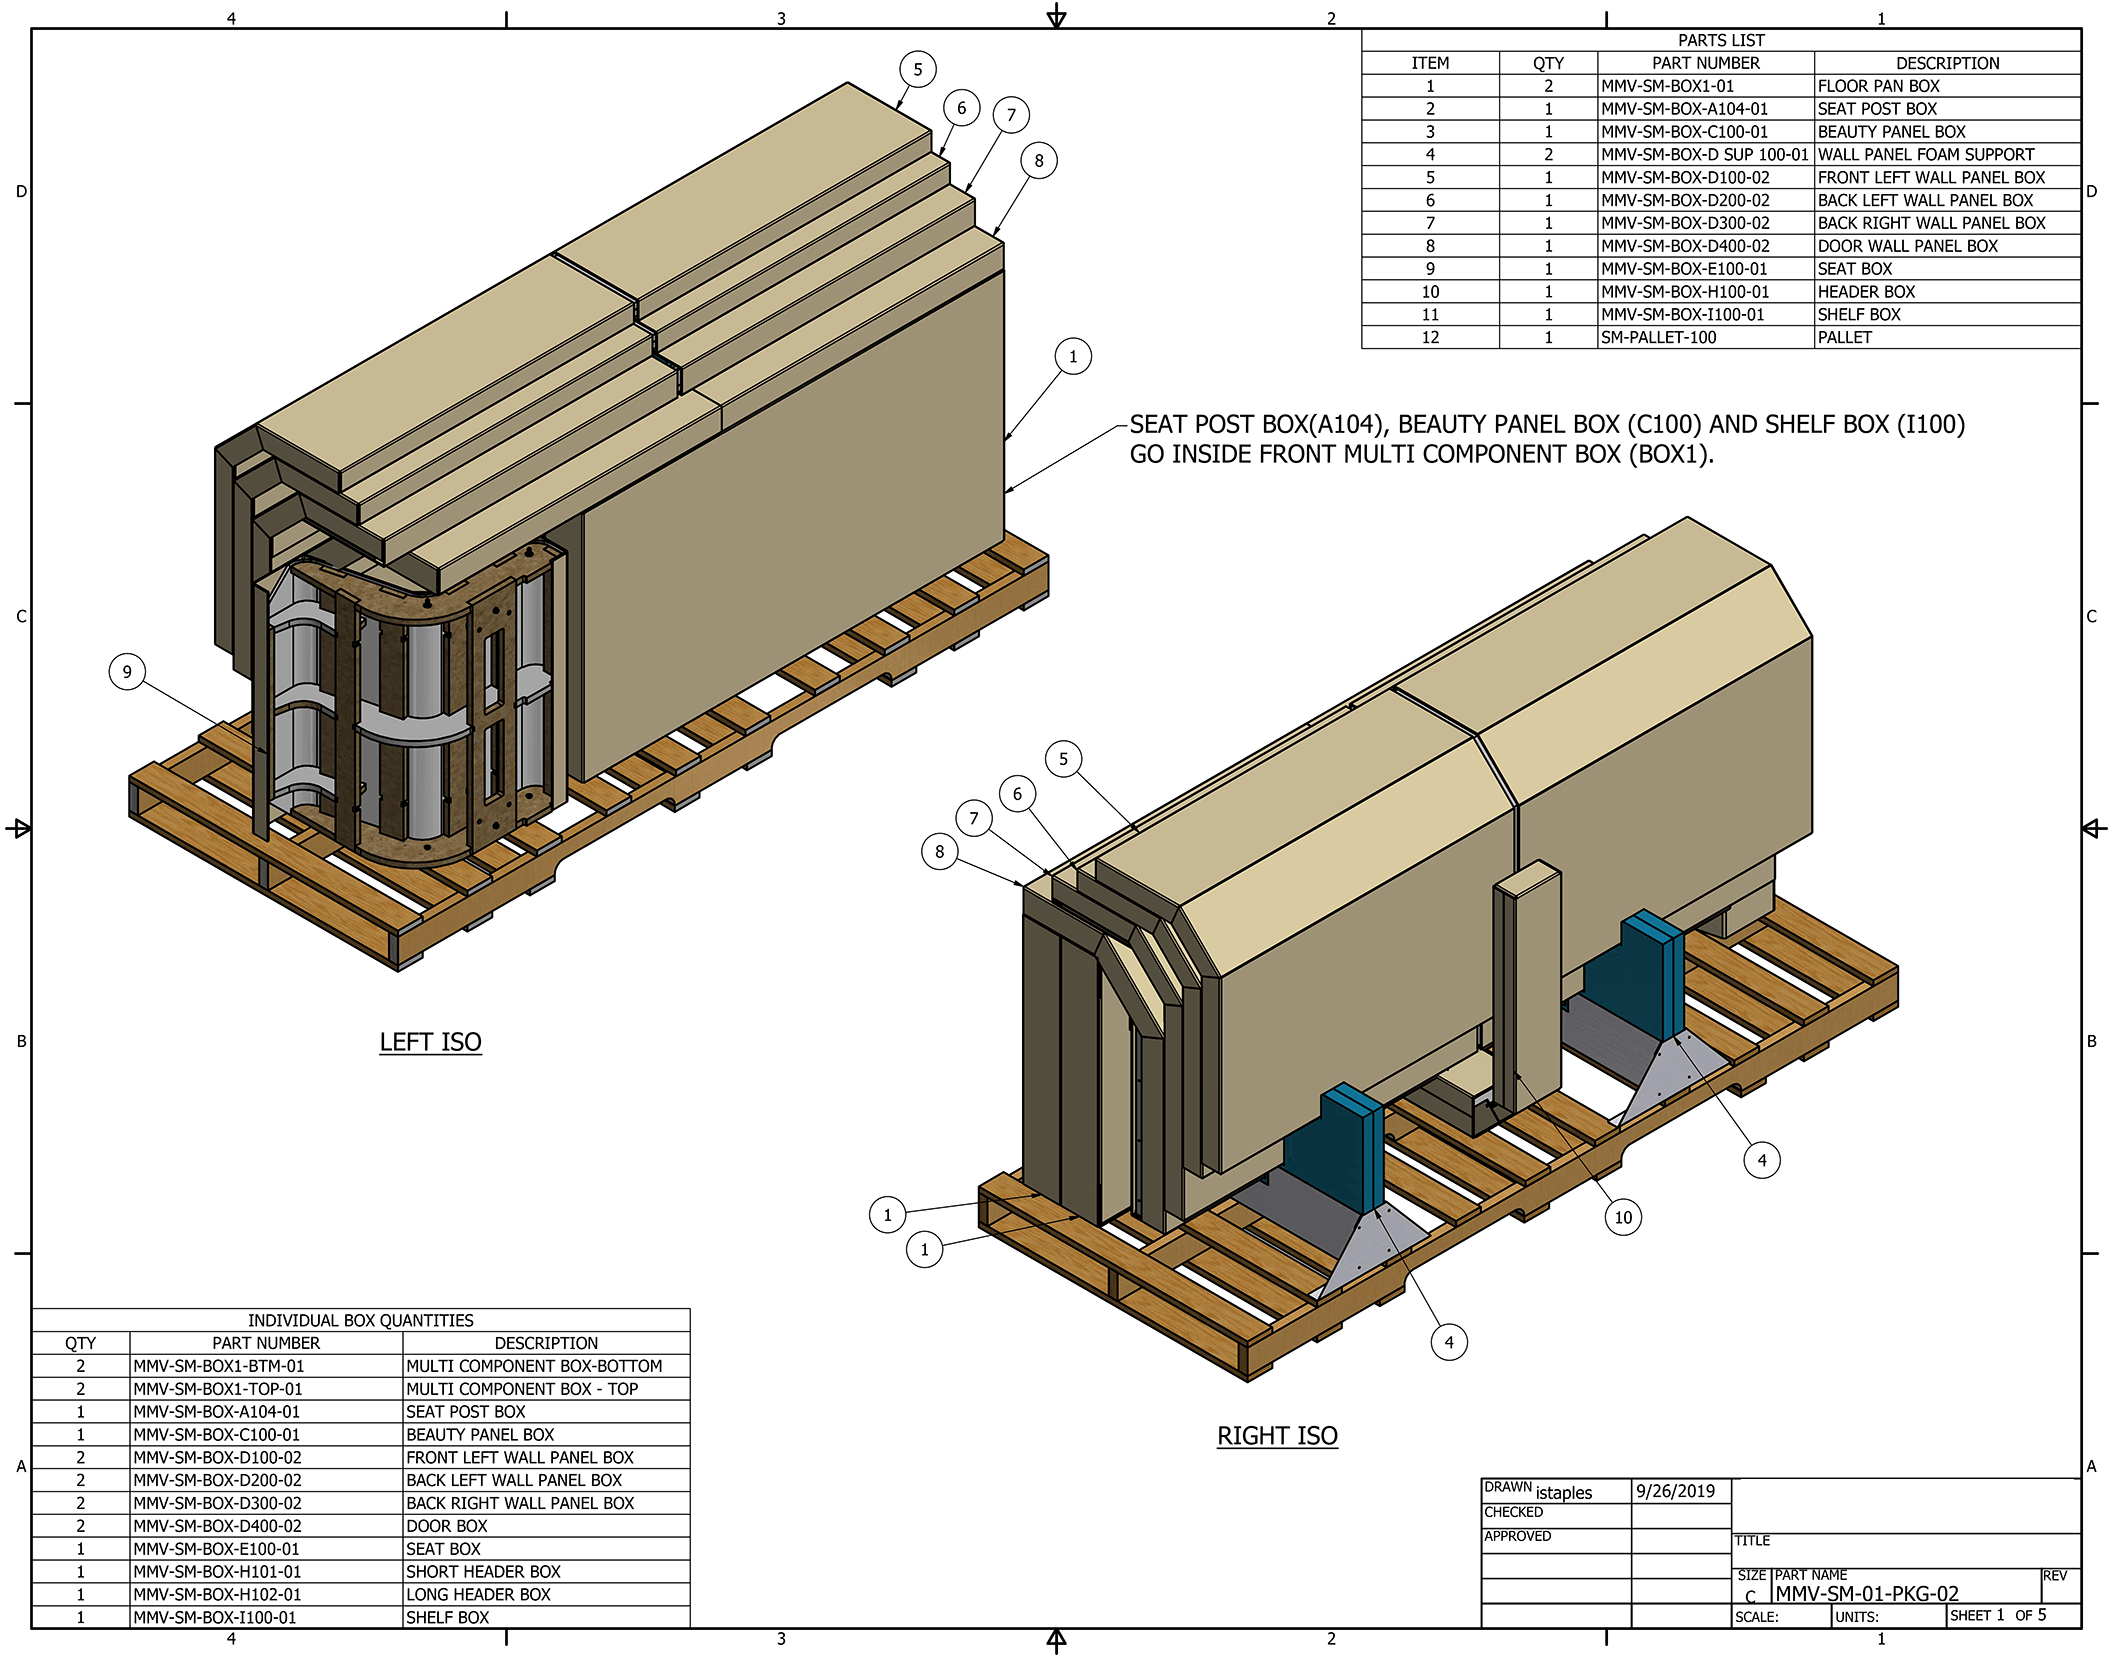 4 3 2 1
PARTS LIST
ITEM QTY PART NUMBER DESCRIPTION
1 2 MMV-SM-BOX1-01 FLOOR PAN BOX
2 1 MMV-SM-BOX-A104-01 SEAT POST BOX
3 1 MMV-SM-BOX-C100-01 BEAUTY PANEL BOX
4 2 MMV-SM-BOX-D SUP 100-01 WALL PANEL FOAM SUPPORT
5 1 MMV-SM-BOX-D100-02 FRONT LEFT WALL PANEL BOX
6 1 MMV-SM-BOX-D200-02 BACK LEFT WALL PANEL BOX
7 1 MMV-SM-BOX-D300-02 BACK RIGHT WALL PANEL BOX
8 1 MMV-SM-BOX-D400-02 DOOR WALL PANEL BOX
9 1 MMV-SM-BOX-E100-01 SEAT BOX
10 1 MMV-SM-BOX-H100-01 HEADER BOX
11 1 MMV-SM-BOX-I100-01 SHELF BOX
12 1 SM-PALLET-100 PALLET
5
6
7
8
D D
1
SEAT POST BOX(A104), BEAUTY PANEL BOX (C100) AND SHELF BOX (I100)
GO INSIDE FRONT MULTI COMPONENT BOX (BOX1).
C C
9
5
6
7
8
LEFT ISO
B B
4
1
10
1
4
RIGHT ISO
A A
INDIVIDUAL BOX QUANTITIES
QTY PART NUMBER DESCRIPTION
2 MMV-SM-BOX1-BTM-01 MULTI COMPONENT BOX-BOTTOM
2 MMV-SM-BOX1-TOP-01 MULTI COMPONENT BOX - TOP
1 MMV-SM-BOX-A104-01 SEAT POST BOX
1 MMV-SM-BOX-C100-01 BEAUTY PANEL BOX
2 MMV-SM-BOX-D100-02 FRONT LEFT WALL PANEL BOX
2 MMV-SM-BOX-D200-02 BACK LEFT WALL PANEL BOX
2 MMV-SM-BOX-D300-02 BACK RIGHT WALL PANEL BOX
2 MMV-SM-BOX-D400-02 DOOR BOX
1 MMV-SM-BOX-E100-01 SEAT BOX
1 MMV-SM-BOX-H101-01 SHORT HEADER BOX
1 MMV-SM-BOX-H102-01 LONG HEADER BOX
1 MMV-SM-BOX-I100-01 SHELF BOX
DRAWN istaples 9/26/2019
CHECKED
APPROVED
TITLE
SIZE PART NAME REV
C MMV-SM-01-PKG-02
SCALE: UNITS: SHEET 1 OF 5
4 3 2 1